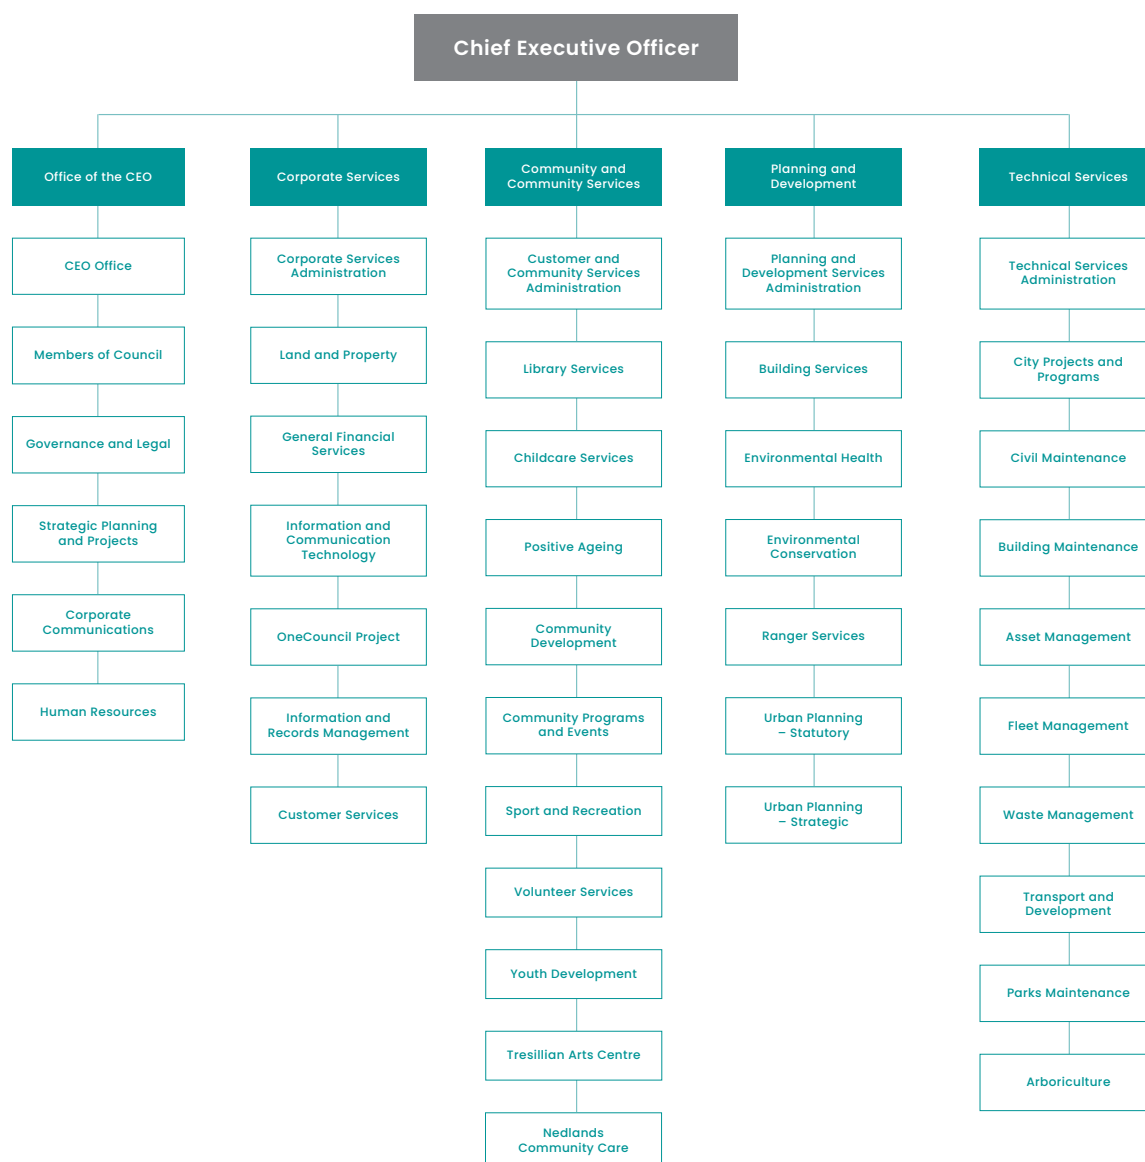 Chief Executive Officer
Office of the CEO
CEO Office
Members of Council
Governance and Legal
Strategic Planning
and Projects
Corporate
Communications
Human Resources
Corporate Services
Corporate Services
Administration
Land and Property
General Financial
Services
Information and
Communication
Technology
OneCouncil Project
Information and
Records Management
Customer Services
Community and
Community Services
Customer and
Community Services
Administration
Library Services
Childcare Services
Positive Ageing
Community
Development
Community Programs
and Events
Sport and Recreation
Volunteer Services
Youth Development
Tresillian Arts Centre
Nedlands
Community Care
Planning and
Development
Planning and
Development Services
Administration
Building Services
Environmental Health
Environmental
Conservation
Ranger Services
Urban Planning
– Statutory
Urban Planning
– Strategic
Technical Services
Technical Services
Administration
City Projects and
Programs
Civil Maintenance
Building Maintenance
Asset Management
Fleet Management
Waste Management
Transport and
Development
Parks Maintenance
Arboriculture